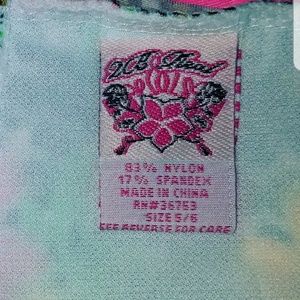 83% NYLON
17% SPANDEX
MADE IN CHINA
RN#36753
SIZE 5/6
SEE REVERSE FOR CARE